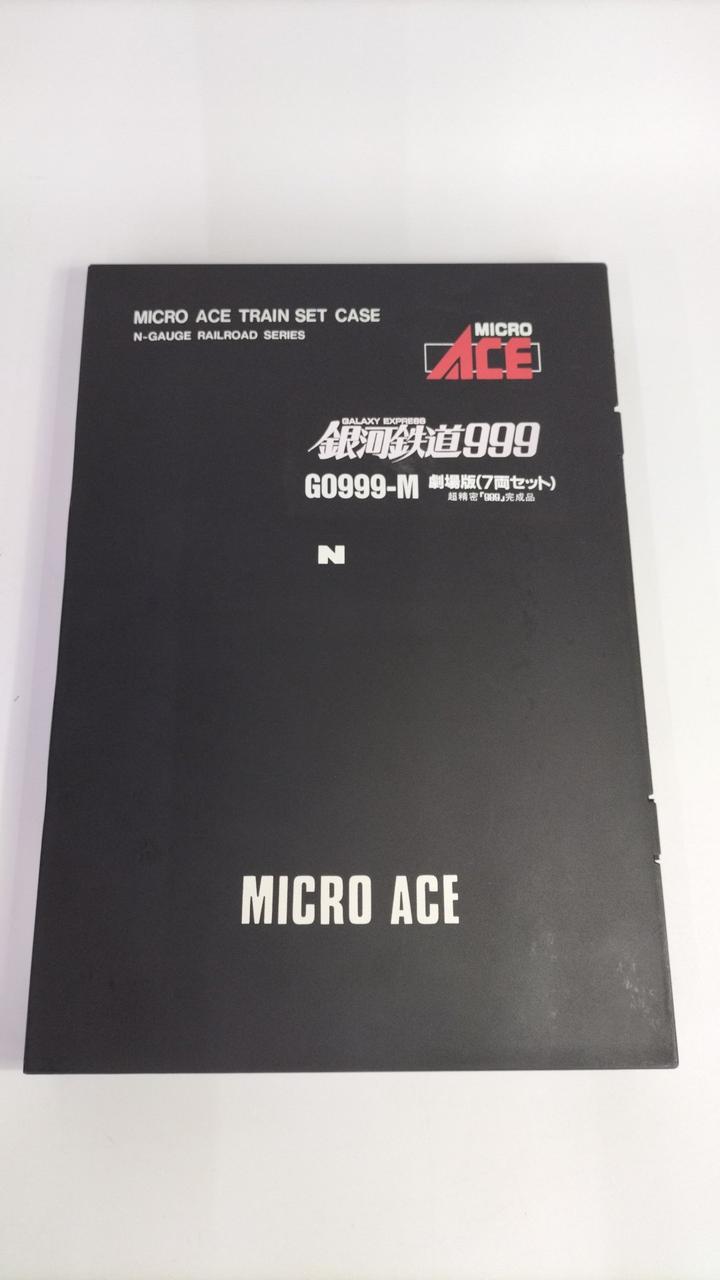 MICRO ACE TRAIN SET CASE
N-GAUGE RAILROAD SERIES
MICRO
ACE
GALAXY EXPRESS
銀河鉄道999
G0999-M 劇場版(7両セット)
超精密『999』完成品
N
MICRO ACE